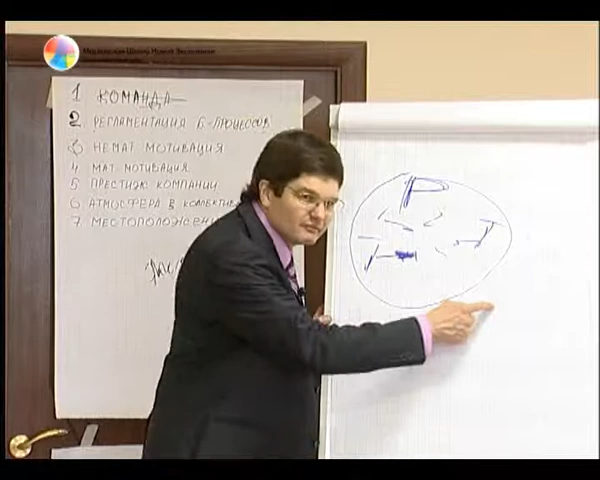 Московская Школа Новой Экономики
1 КОМАНДА
2 РЕГЛАМЕНТАЦИЯ Б-ПРОЦЕССОВ
3 НЕМАТ МОТИВАЦИЯ
4 МАТ МОТИВАЦИЯ
5 ПРЕСТИЖ КОМПАНИИ
6 АТМОСФЕРА В КОЛЛЕКТИВЕ
7 МЕСТОПОЛОЖЕНИ